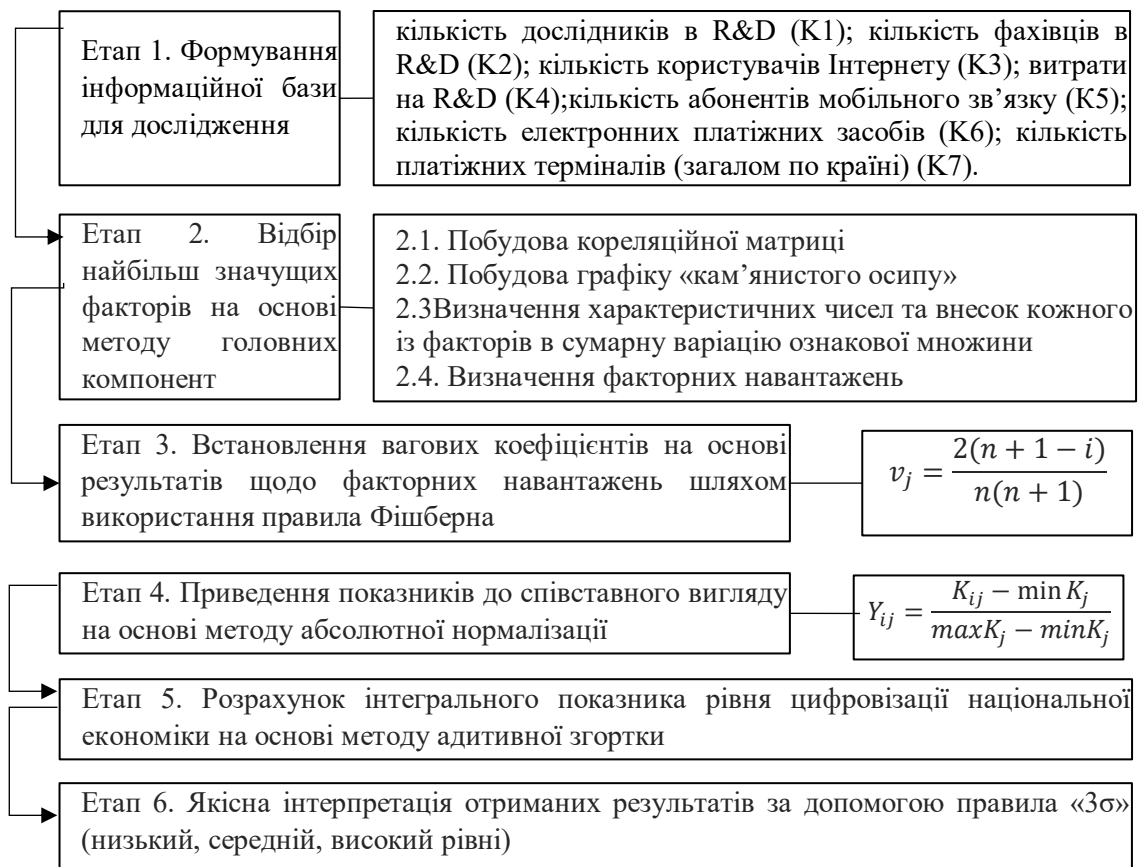 Етап 1. Формування
інформаційної бази
для дослідження
кількість дослідників в R&D (K1); кількість фахівців в
R&D (K2); кількість користувачів Інтернету (K3); витрати
на R&D (K4);кількість абонентів мобільного зв’язку (K5);
кількість електронних платіжних засобів (K6); кількість
платіжних терміналів (загалом по країні) (K7).
Етап 2. Відбір
найбільш значущих
факторів на основі
методу головних
компонент
2.1. Побудова кореляційної матриці
2.2. Побудова графіку «кам’янистого осипу»
2.3Визначення характеристичних чисел та внесок кожного
із факторів в сумарну варіацію ознакової множини
2.4. Визначення факторних навантажень
Етап 3. Встановлення вагових коефіцієнтів на основі
результатів щодо факторних навантажень шляхом
використання правила Фішберна
v_j = 2(n + 1 − i) / n(n + 1)
Етап 4. Приведення показників до співставного вигляду
на основі методу абсолютної нормалізації
Y_ij = K_ij − min K_j / maxK_j − minK_j
Етап 5. Розрахунок інтегрального показника рівня цифровізації національної
економіки на основі методу адитивної згортки
Етап 6. Якісна інтерпретація отриманих результатів за допомогою правила «3σ»
(низький, середній, високий рівні)